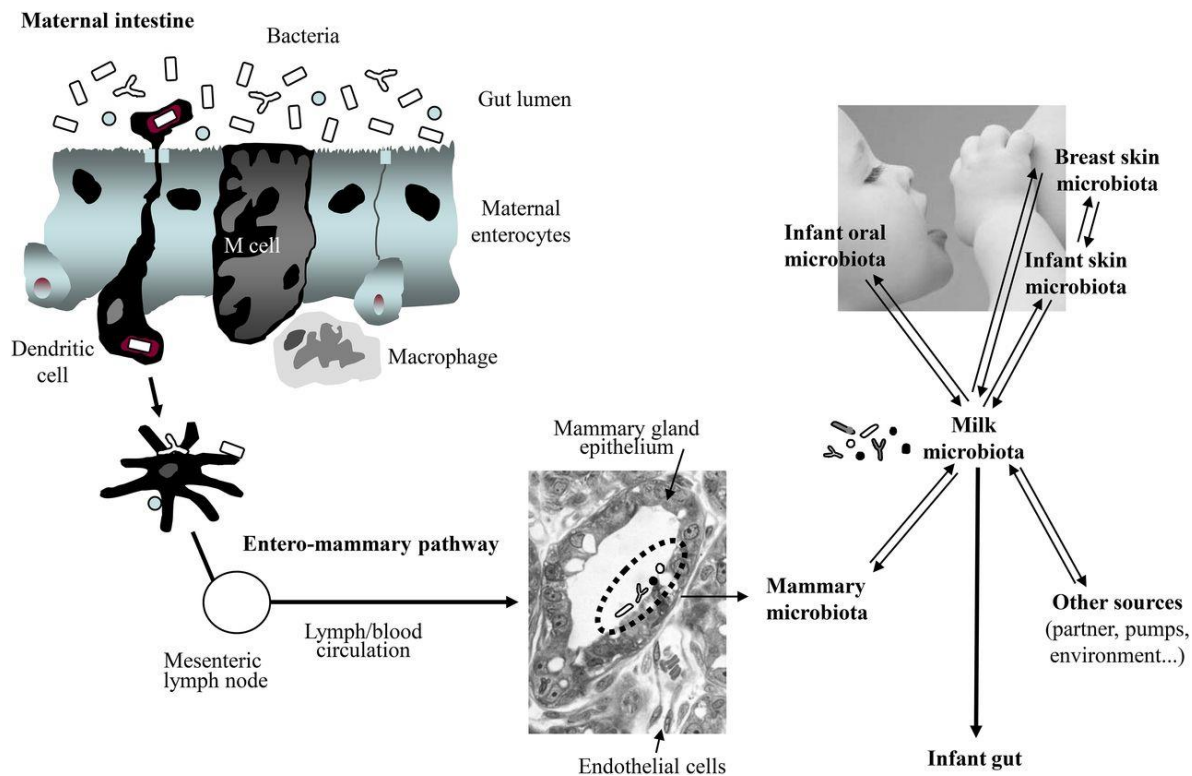 Maternal intestine
Bacteria
Gut lumen
Maternal
enterocytes
M cell
Dendritic
cell
Macrophage
Entero-mammary pathway
Lymph/blood
circulation
Mesenteric
lymph node
Mammary gland
epithelium
Endothelial cells
Breast skin
microbiota
Infant oral
microbiota
Infant skin
microbiota
Milk
microbiota
Mammary
microbiota
Other sources
(partner, pumps,
environment...)
Infant gut